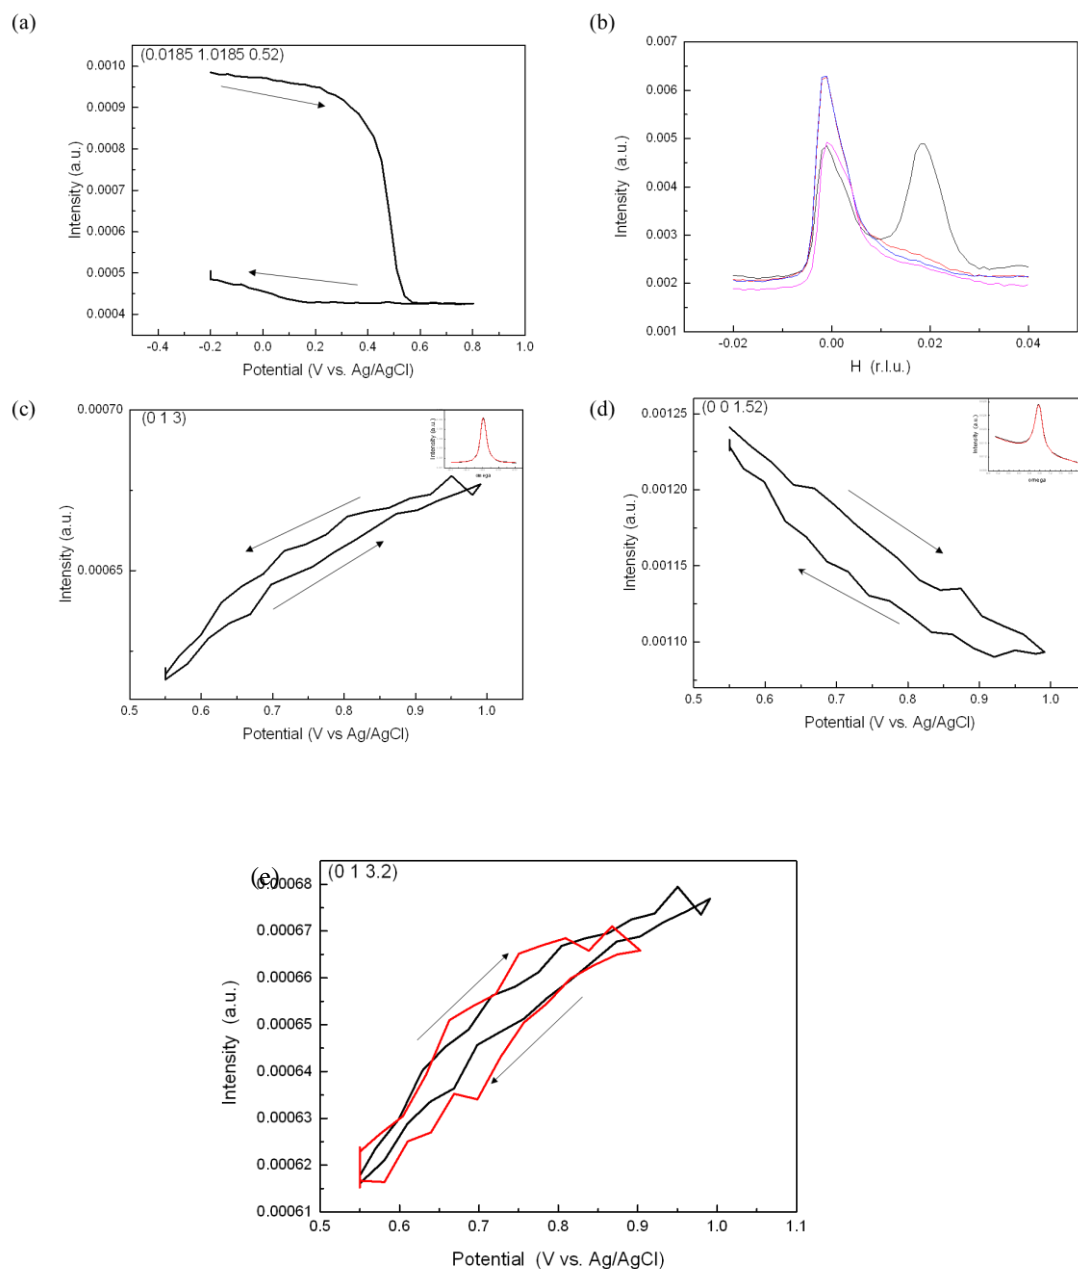 (a)
(0.0185 1.0185 0.52)
0.0010
0.0009
0.0008
0.0007
0.0006
0.0005
0.0004
Intensity (a.u.)
-0.4 -0.2 0.0 0.2 0.4 0.6 0.8 1.0
Potential (V vs. Ag/AgCl)
(b)
0.007
0.006
0.005
0.004
0.003
0.002
0.001
Intensity (a.u.)
-0.02 0.00 0.02 0.04
H (r.l.u.)
(c)
(0 1 3)
0.00070
0.00065
Intensity (a.u.)
0.5 0.6 0.7 0.8 0.9 1.0
Potential (V vs Ag/AgCl)
Intensity (a.u.)
(d)
(0 0 1.52)
0.00125
0.00120
0.00115
0.00110
Intensity (a.u.)
0.5 0.6 0.7 0.8 0.9 1.0
Potential (V vs. Ag/AgCl)
Intensity (a.u.)
omega
(e)
(0 1 3.2)
0.00068
0.00067
0.00066
0.00065
0.00064
0.00063
0.00062
0.00061
Intensity (a.u.)
0.5 0.6 0.7 0.8 0.9 1.0 1.1
Potential (V vs. Ag/AgCl)